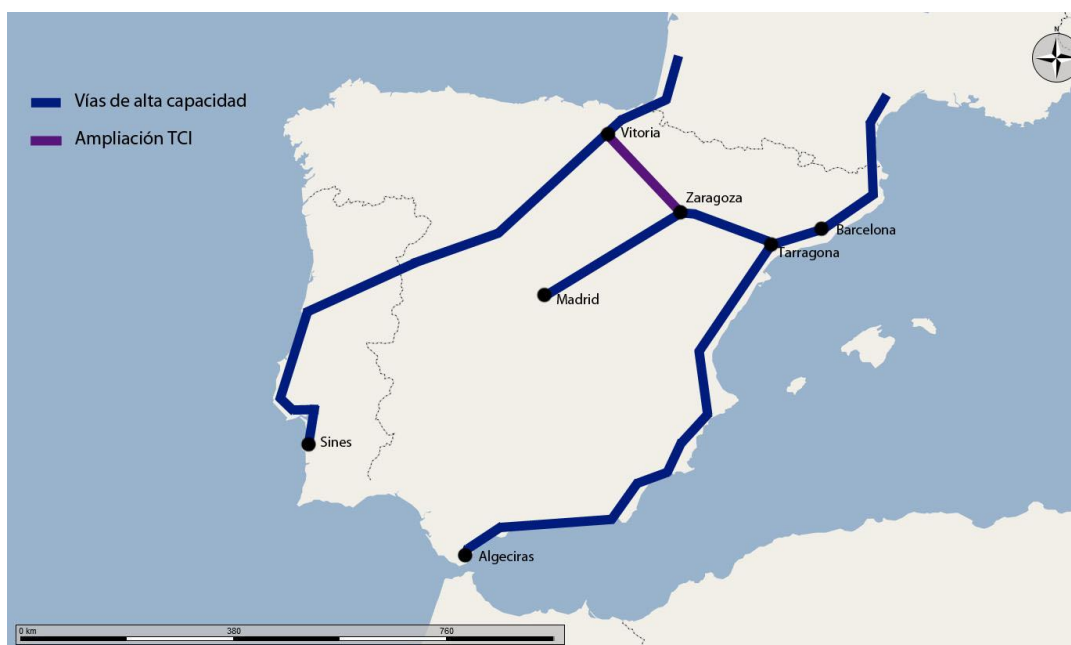 N
Vías de alta capacidad
Ampliación TCI
Vitoria
Zaragoza
Barcelona
Tarragona
Madrid
Sines
Algeciras
0 km 380 760